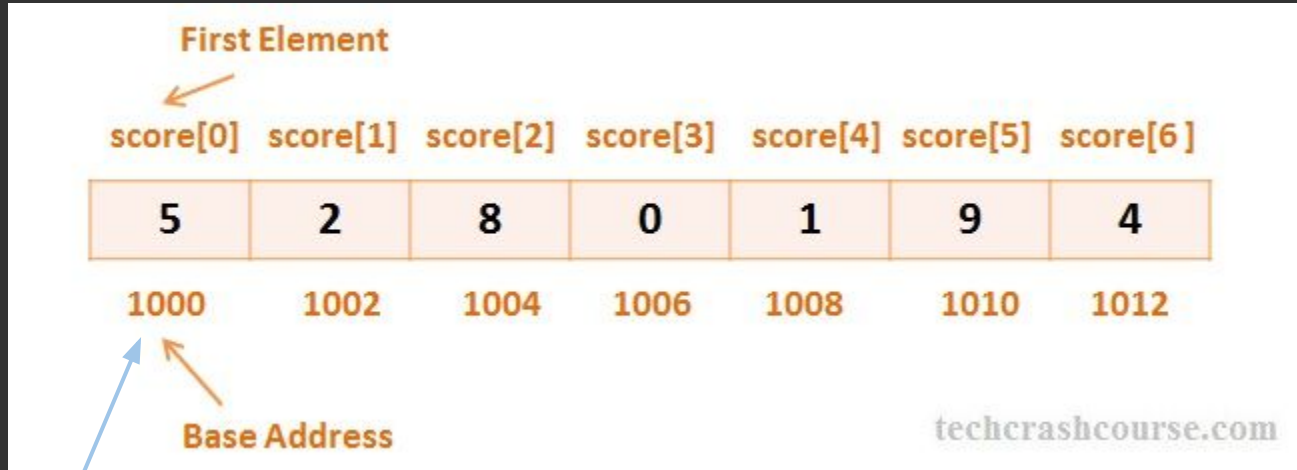 First Element
score[0] score[1] score[2] score[3] score[4] score[5] score[6 ]
5 2 8 0 1 9 4
1000 1002 1004 1006 1008 1010 1012
Base Address
techcrashcourse.com